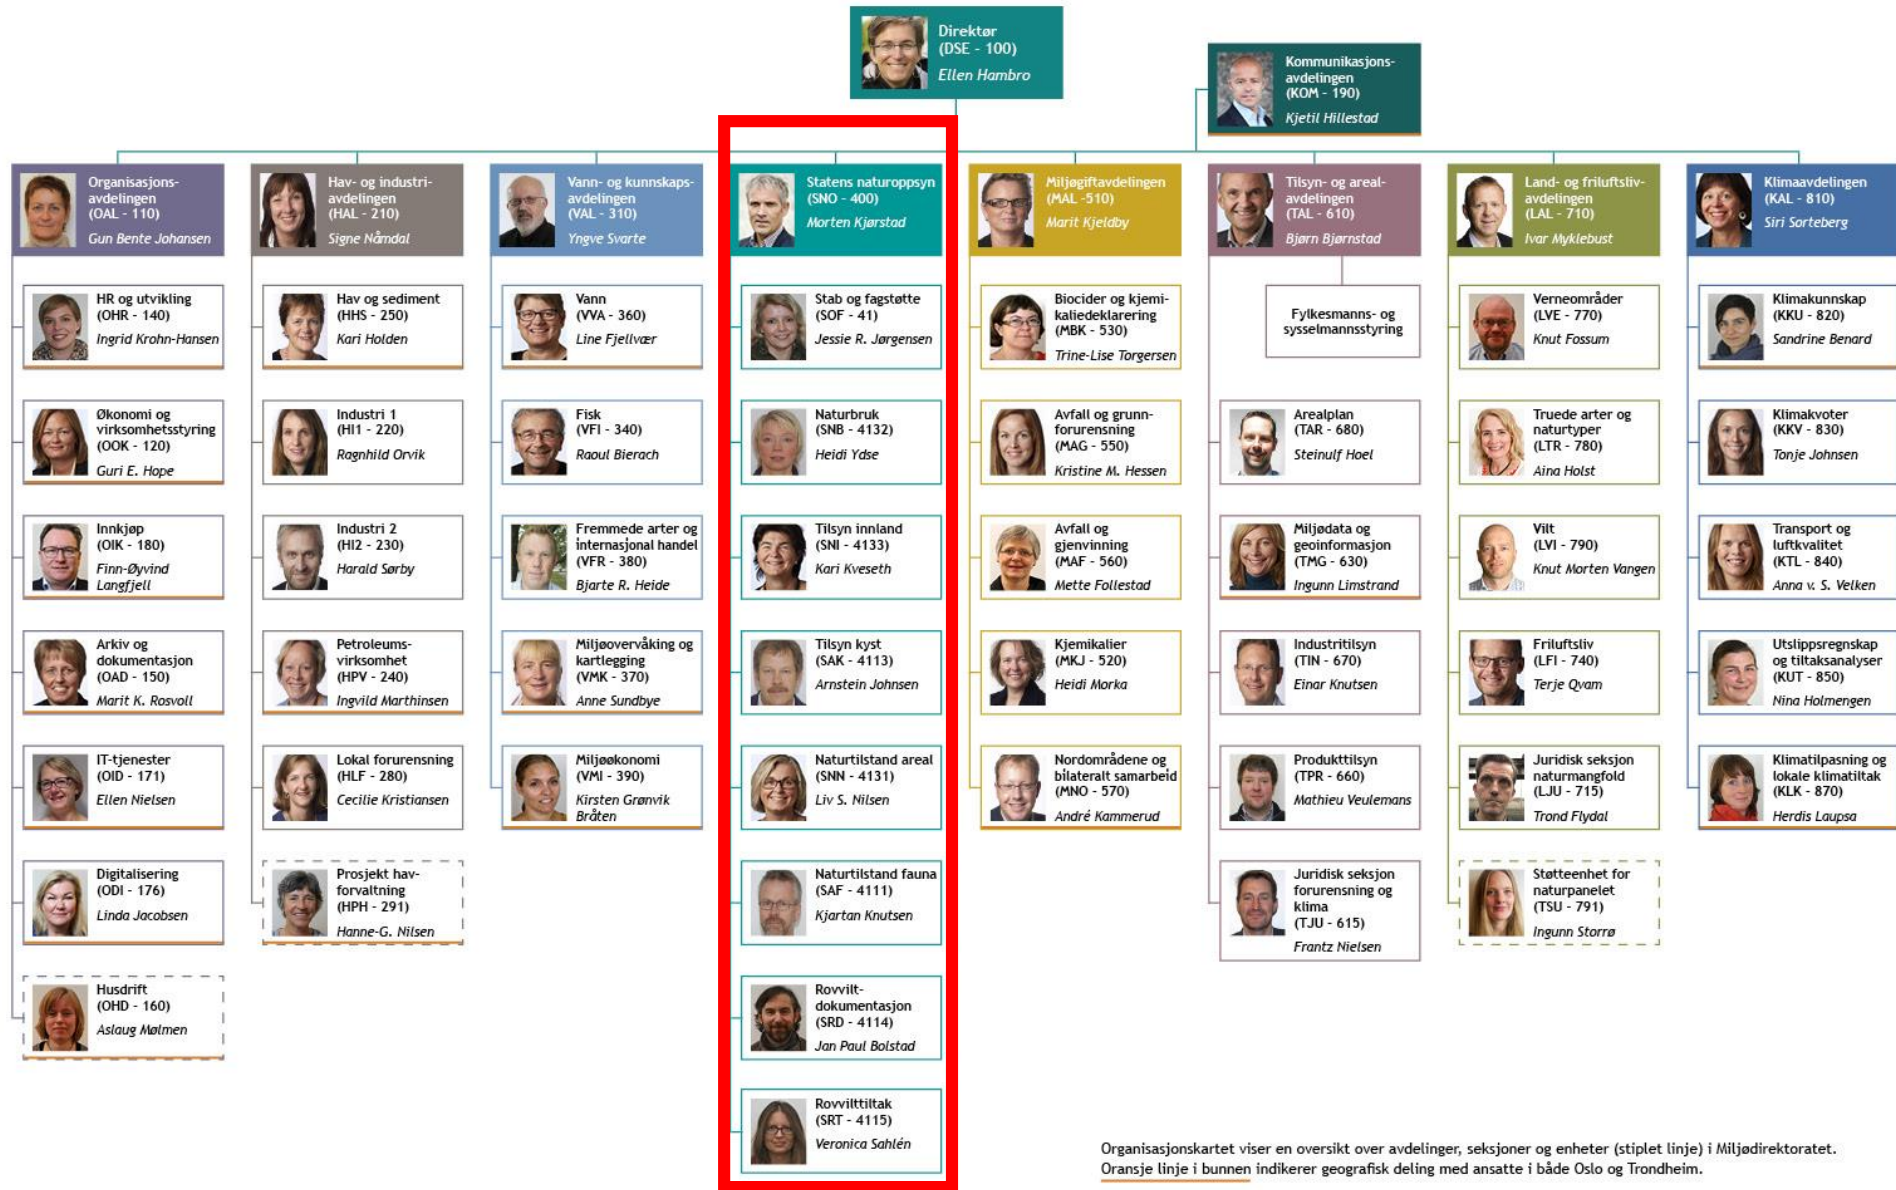 Direktør
(DSE - 100)
Ellen Hambro
Kommunikasjons-
avdelingen
(KOM - 190)
Kjetil Hillestad
Organisasjons-
avdelingen
(OAL - 110)
Gun Bente Johansen
HR og utvikling
(OHR - 140)
Ingrid Krohn-Hansen
Økonomi og
virksomhetsstyring
(OOK - 120)
Guri E. Hope
Innkjøp
(OIK - 180)
Finn-Øyvind
Langfjell
Arkiv og
dokumentasjon
(OAD - 150)
Marit K. Rosvoll
IT-tjenester
(OID - 171)
Ellen Nielsen
Digitalisering
(ODI - 176)
Linda Jacobsen
Husdrift
(OHD - 160)
Aslaug Mølmen
Hav- og industri-
avdelingen
(HAL - 210)
Signe Nåmdal
Hav og sediment
(HHS - 250)
Kari Holden
Industri 1
(HI1 - 220)
Ragnhild Orvik
Industri 2
(HI2 - 230)
Harald Sørby
Petroleums-
virksomhet
(HPV - 240)
Ingvild Marthinsen
Lokal forurensning
(HLF - 280)
Cecilie Kristiansen
Prosjekt hav-
forvaltning
(HPH - 291)
Hanne-G. Nilsen
Vann- og kunnskaps-
avdelingen
(VAL - 310)
Yngve Svarte
Vann
(VVA - 360)
Line Fjellvær
Fisk
(VFI - 340)
Raoul Bierach
Fremmede arter og
internasjonal handel
(VFR - 380)
Bjarte R. Heide
Miljøovervåking og
kartlegging
(VMK - 370)
Anne Sundbye
Miljøøkonomi
(VMI - 390)
Kirsten Grønvik
Bråten
Statens naturoppsyn
(SNO - 400)
Morten Kjørstad
Stab og fagstøtte
(SOF - 41)
Jessie R. Jørgensen
Naturbruk
(SNB - 4132)
Heidi Ydse
Tilsyn innland
(SNI - 4133)
Kari Kveseth
Tilsyn kyst
(SAK - 4113)
Arnstein Johnsen
Naturtilstand areal
(SNN - 4131)
Liv S. Nilsen
Naturtilstand fauna
(SAF - 4111)
Kjartan Knutsen
Rovvilt-
dokumentasjon
(SRD - 4114)
Jan Paul Bolstad
Rovvilttiltak
(SRT - 4115)
Veronica Sahlén
Miljøgiftavdelingen
(MAL -510)
Marit Kjeldby
Biocider og kjemi-
kaliedeklarering
(MBK - 530)
Trine-Lise Torgersen
Avfall og grunn-
forurensning
(MAG - 550)
Kristine M. Hessen
Avfall og
gjenvinning
(MAF - 560)
Mette Follestad
Kjemikalier
(MKJ - 520)
Heidi Morka
Nordområdene og
bilateralt samarbeid
(MNO - 570)
André Kammerud
Tilsyn- og areal-
avdelingen
(TAL - 610)
Bjørn Bjørnstad
Fylkesmanns- og
sysselmannsstyring
Arealplan
(TAR - 680)
Steinulf Hoel
Miljødata og
geoinformasjon
(TMG - 630)
Ingunn Limstrand
Industritilsyn
(TIN - 670)
Einar Knutsen
Produkttilsyn
(TPR - 660)
Mathieu Veulemans
Juridisk seksjon
forurensning og
klima
(TJU - 615)
Frantz Nielsen
Land- og friluftsliv-
avdelingen
(LAL - 710)
Ivar Myklebust
Verneområder
(LVE - 770)
Knut Fossum
Truede arter og
naturtyper
(LTR - 780)
Aina Holst
Vilt
(LVI - 790)
Knut Morten Vangen
Friluftsliv
(LFI - 740)
Terje Qvam
Juridisk seksjon
naturmangfold
(LJU - 715)
Trond Flydal
Støtteenhet for
naturpanelet
(TSU - 791)
Ingunn Storrø
Klimaavdelingen
(KAL - 810)
Siri Sorteberg
Klimakunnskap
(KKU - 820)
Sandrine Benard
Klimakvoter
(KKV - 830)
Tonje Johnsen
Transport og
luftkvalitet
(KTL - 840)
Anna v. S. Velken
Utslippsregnskap
og tiltaksanalyser
(KUT - 850)
Nina Holmengen
Klimatilpasning og
lokale klimatiltak
(KLK - 870)
Herdis Laupsa
Organisasjonskartet viser en oversikt over avdelinger, seksjoner og enheter (stiplet linje) i Miljødirektoratet.
Oransje linje i bunnen indikerer geografisk deling med ansatte i både Oslo og Trondheim.